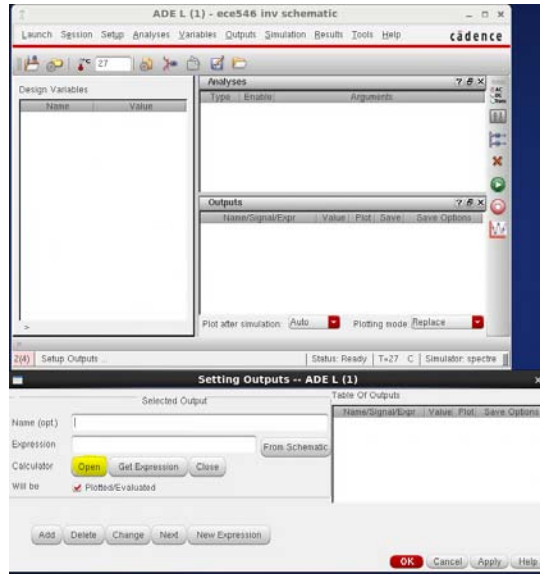 ADE L (1) - ece546 inv schematic
Launch Session Setup Analyses Variables Outputs Simulation Results Tools Help cādence
°C 27
Design Variables
Name Value
Analyses
Type Enable Arguments
AC
DC
Trans
Outputs
Name/Signal/Expr Value Plot Save Save Options
> Plot after simulation: Auto Plotting mode: Replace
2(4) Setup Outputs ... Status: Ready T=27 C Simulator: spectre
Setting Outputs -- ADE L (1)
Selected Output Table Of Outputs
Name/Signal/Expr Value Plot Save Options
Name (opt.)
Expression From Schematic
Calculator Open Get Expression Close
Will be Plotted/Evaluated
Add Delete Change Next New Expression
OK Cancel Apply Help